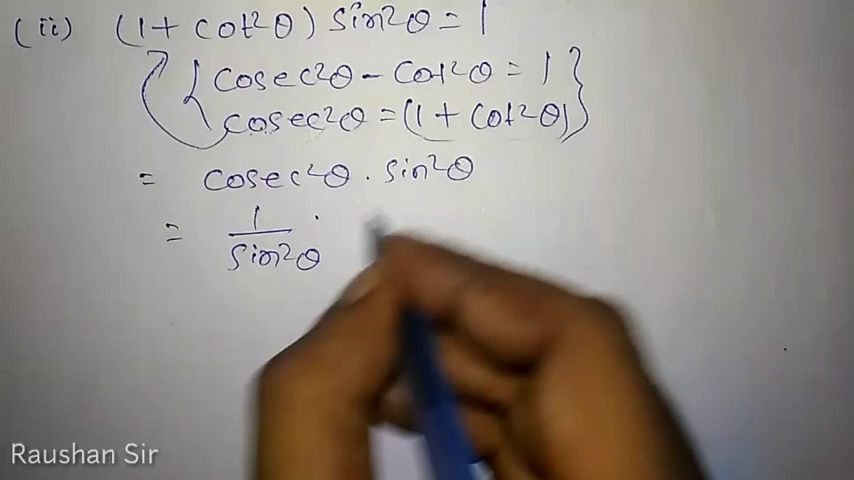 (ii) (1 + cot²θ) sin²θ = 1
{cosec²θ - cot²θ = 1
cosec²θ = (1 + cot²θ)}
= cosec²θ . sin²θ
= 1/sin²θ .
Raushan Sir